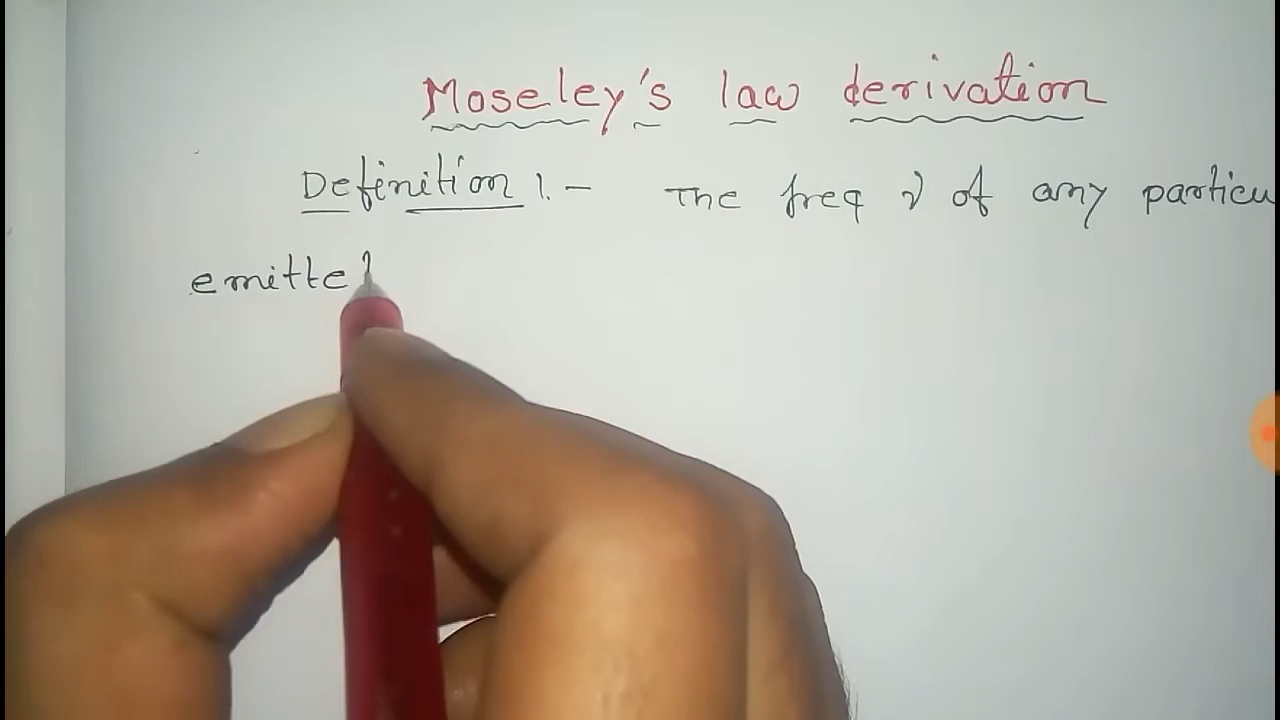 Moseley's law derivation
Definition :- The freq ν of any particu
emitte